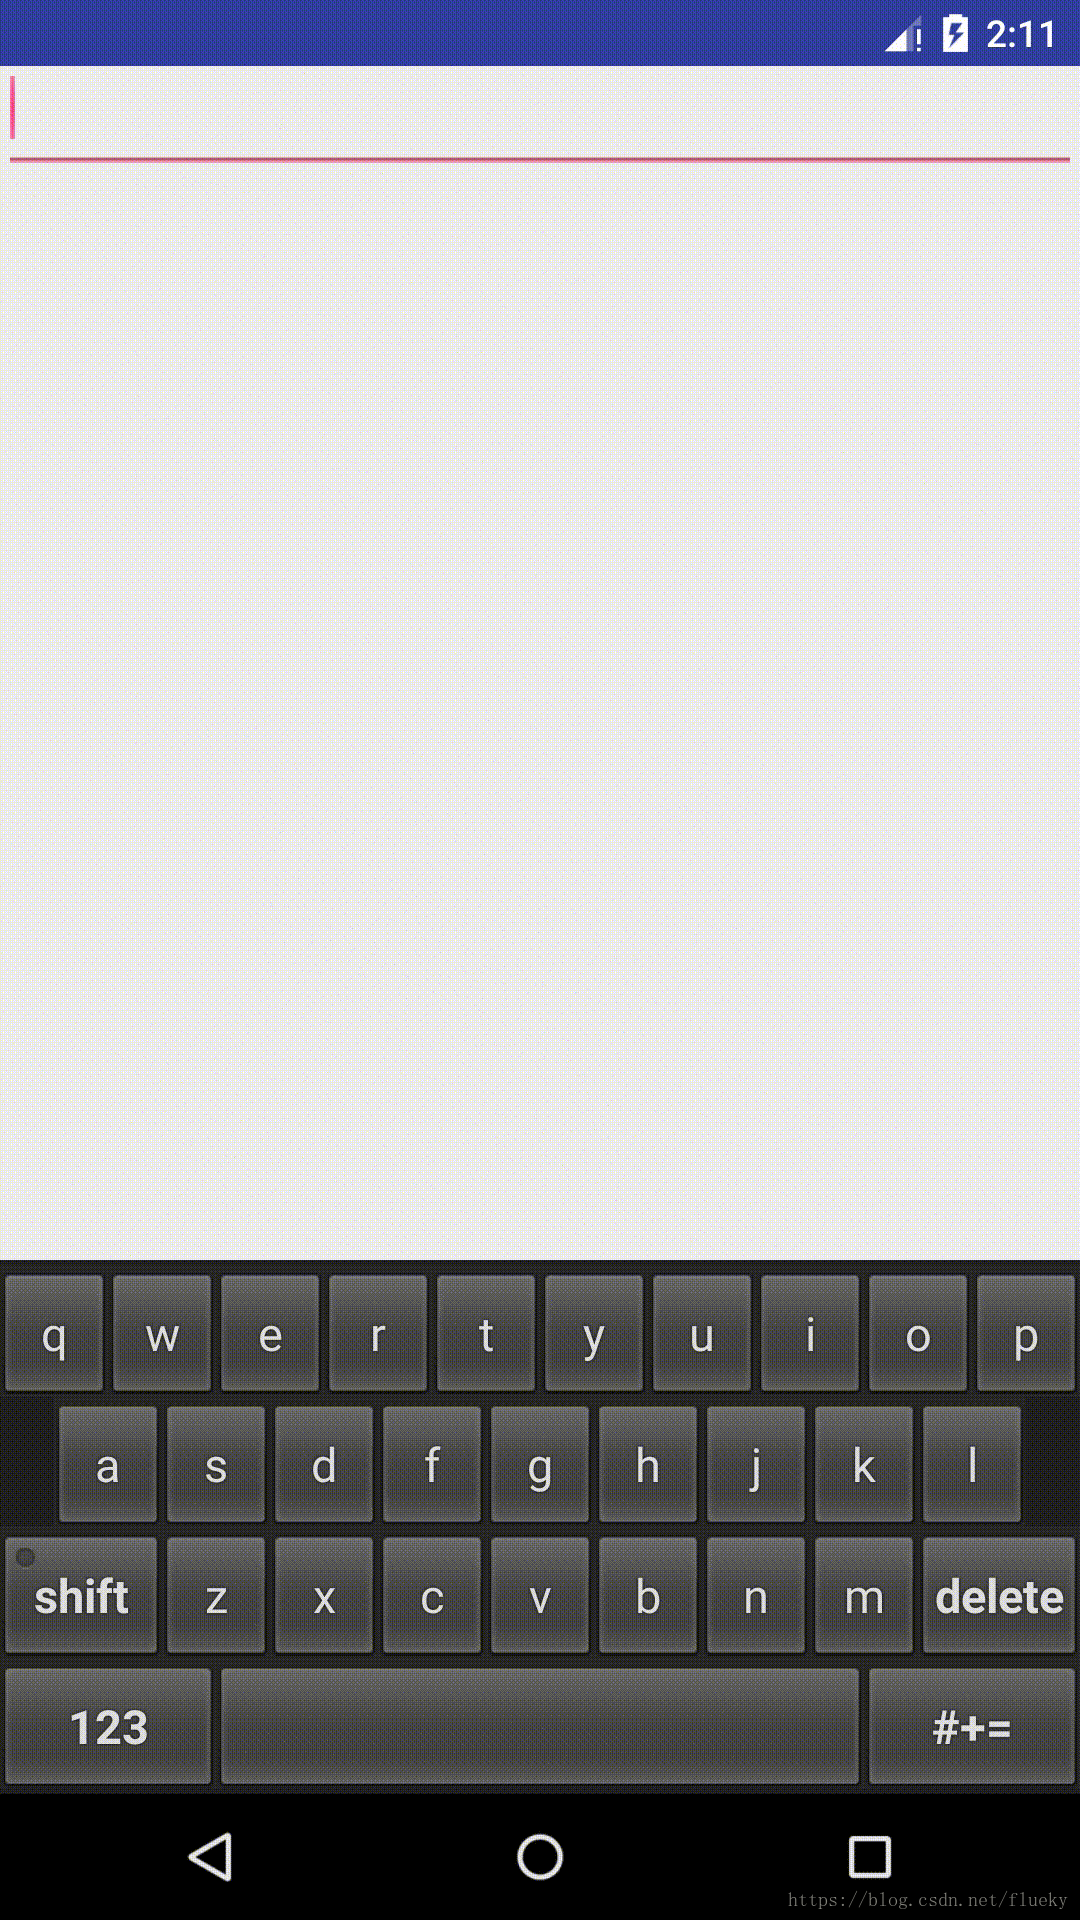 2:11
q w e r t y u i o p
a s d f g h j k l
shift z x c v b n m delete
123 #+=
https://blog.csdn.net/flueky